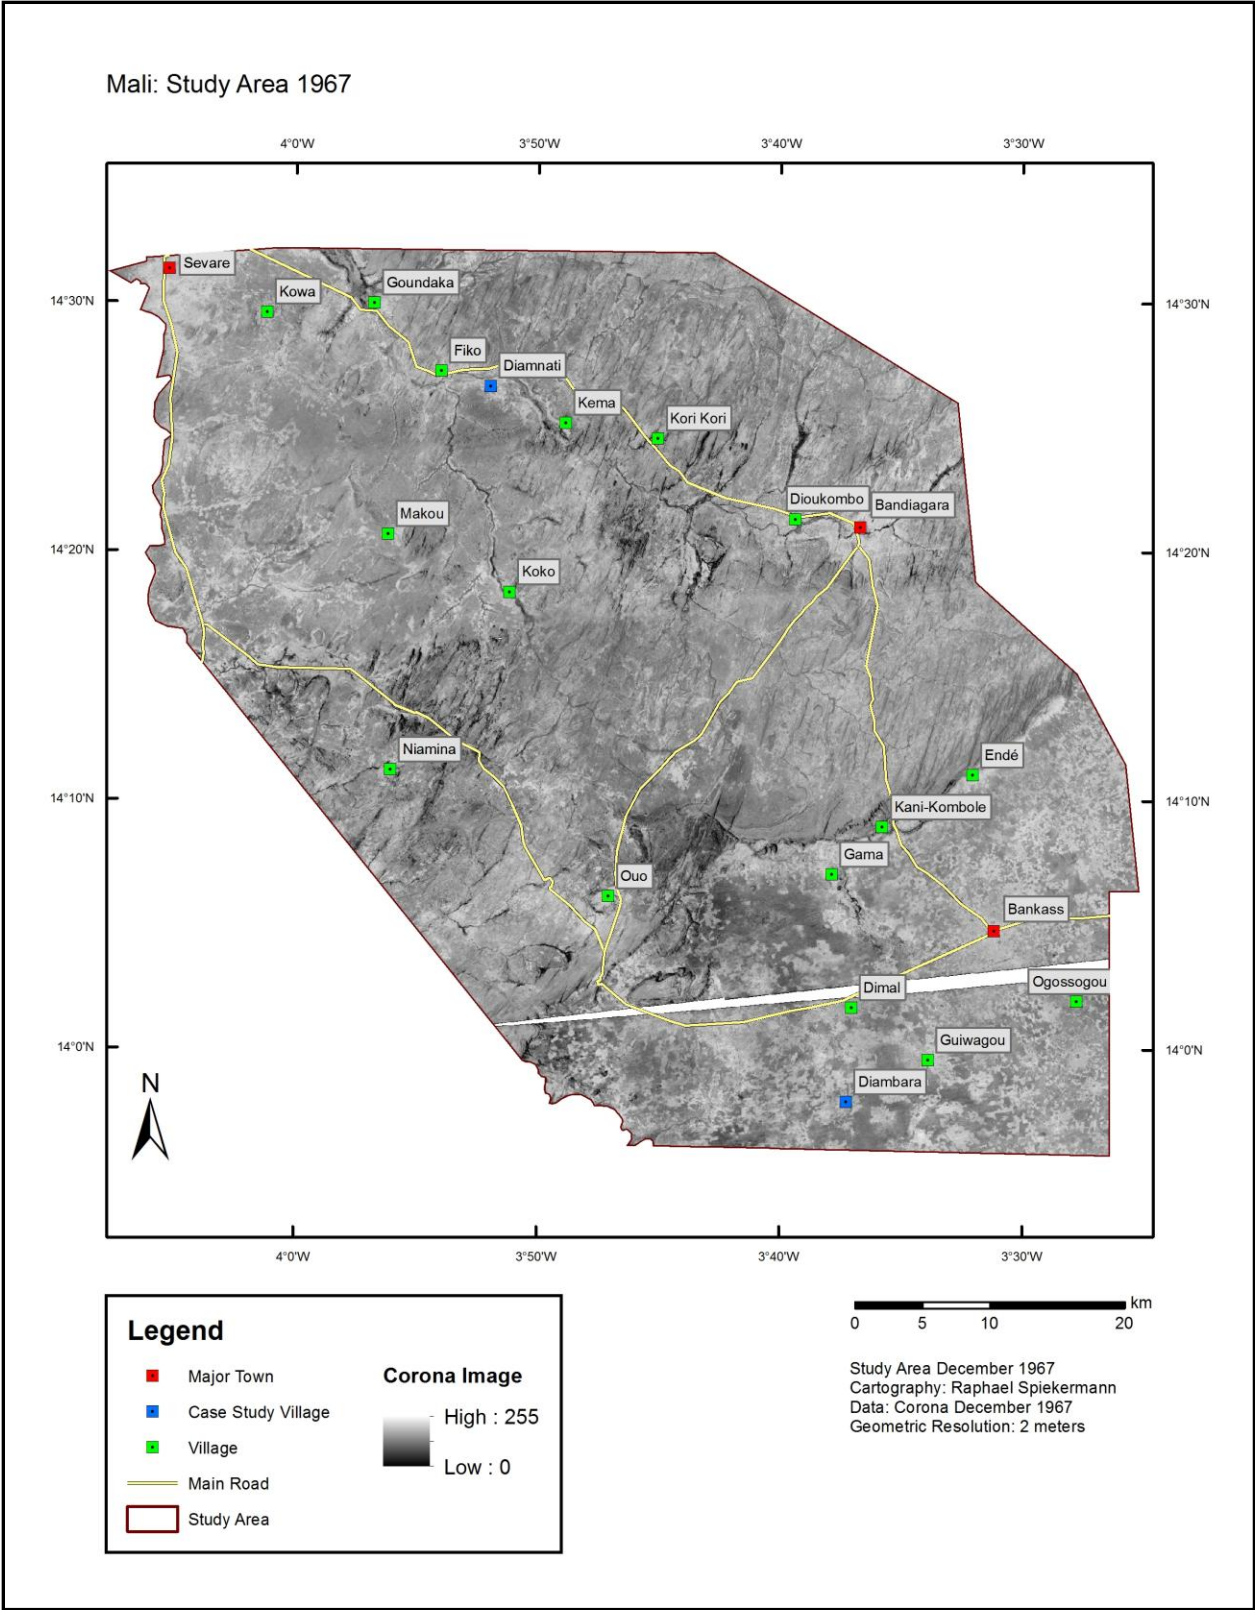 Mali: Study Area 1967
4°0'W 3°50'W 3°40'W 3°30'W
Sevare
Kowa
Goundaka
14°30'N 14°30'N
Fiko
Diamnati
Kema
Kori Kori
Dioukombo
Bandiagara
Makou
14°20'N 14°20'N
Koko
Niamina
Endé
14°10'N 14°10'N
Kani-Kombole
Gama
Ouo
Bankass
Ogossogou
Dimal
Guiwagou
14°0'N 14°0'N
Diambara
N
4°0'W 3°50'W 3°40'W 3°30'W
Legend
Major Town
Case Study Village
Village
Main Road
Study Area
Corona Image
High : 255
Low : 0
km
0 5 10 20
Study Area December 1967
Cartography: Raphael Spiekermann
Data: Corona December 1967
Geometric Resolution: 2 meters